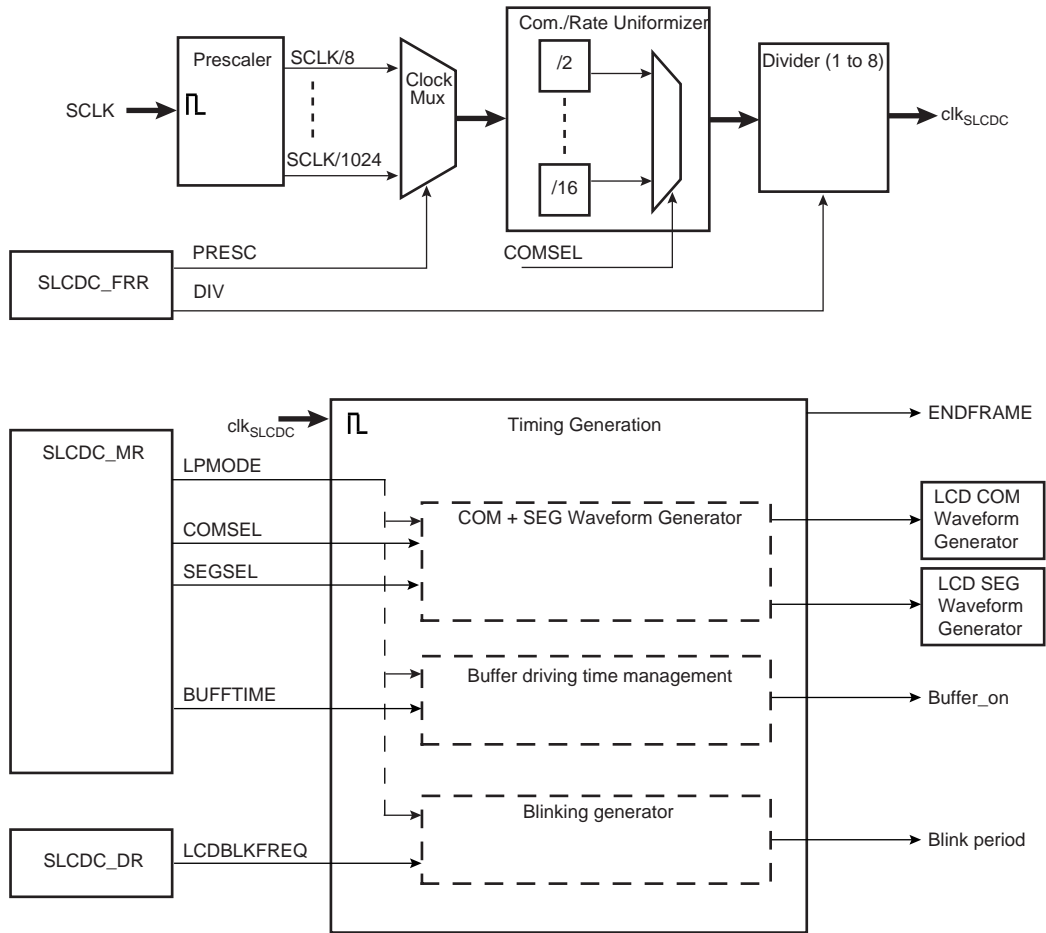 Com./Rate Uniformizer
Prescaler
SCLK/8
SCLK
Clock
Mux
/2
Divider (1 to 8)
clkSLCDC
SCLK/1024
/16
PRESC
COMSEL
SLCDC_FRR
DIV
clkSLCDC
Timing Generation
ENDFRAME
SLCDC_MR
LPMODE
COM + SEG Waveform Generator
LCD COM
Waveform
Generator
COMSEL
SEGSEL
LCD SEG
Waveform
Generator
Buffer driving time management
BUFFTIME
Buffer_on
Blinking generator
SLCDC_DR
LCDBLKFREQ
Blink period